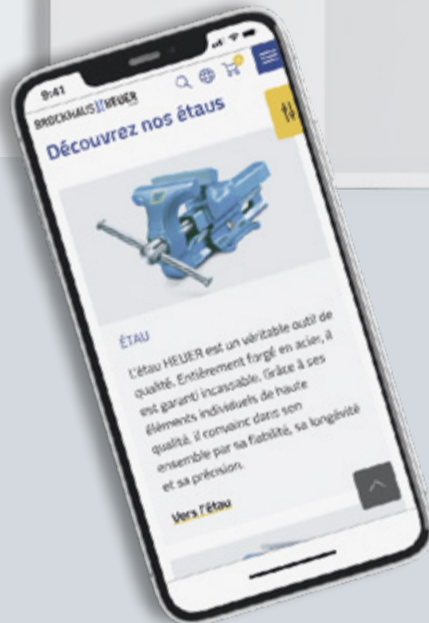 9:41
BROCKHAUS HEUER
Découvrez nos étaus
ÉTAU
L'étau HEUER est un véritable outil de
qualité. Entièrement forgé en acier, il
est garanti incassable. Grâce à ses
éléments individuels de haute
qualité, il convainc dans son
ensemble par sa fiabilité, sa longévité
et sa précision.
Vers l'étau